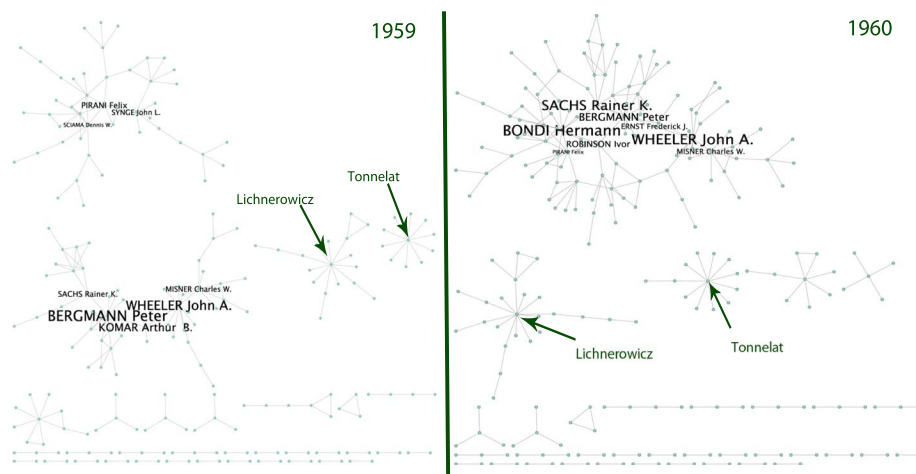 1959
PIRANI Felix
SYNGE John L.
SCIAMA Dennis W.
Tonnelat
Lichnerowicz
SACHS Rainer K.
MISNER Charles W.
WHEELER John A.
BERGMANN Peter
KOMAR Arthur B.
1960
SACHS Rainer K.
BERGMANN Peter
ERNST Frederick J.
BONDI Hermann
WHEELER John A.
ROBINSON Ivor
PIRANI Felix
MISNER Charles W.
Lichnerowicz
Tonnelat